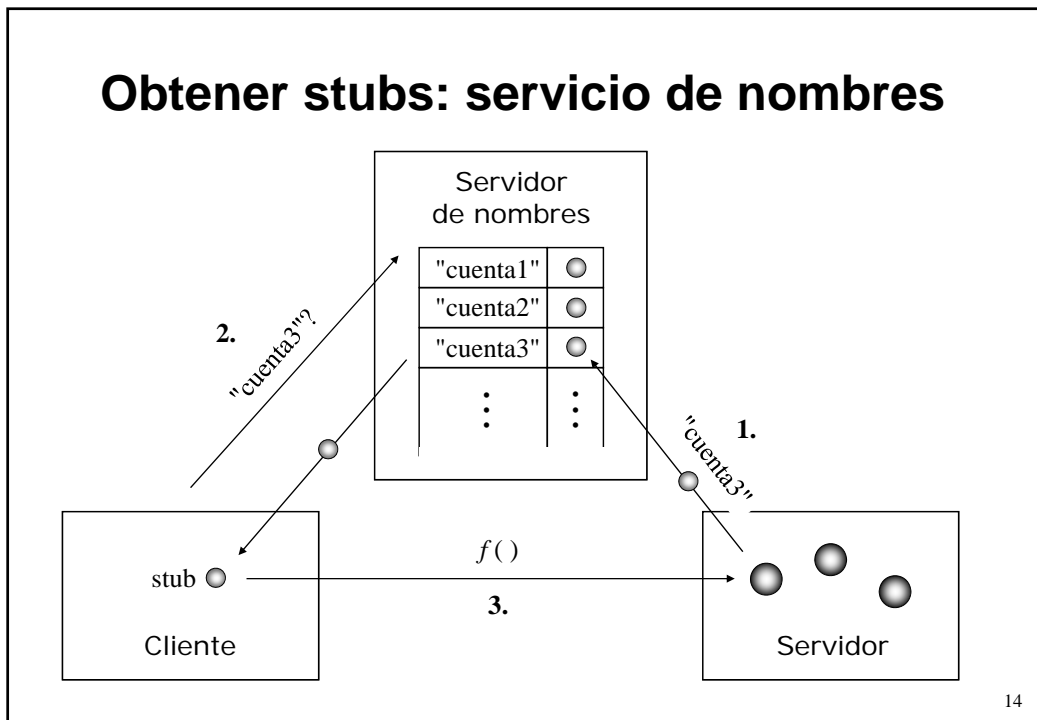 Obtener stubs: servicio de nombres
Servidor
de nombres
"cuenta1"
"cuenta2"
"cuenta3"
2.
"cuenta3"?
1.
"cuenta3"
f( )
stub
3.
Cliente
Servidor
14